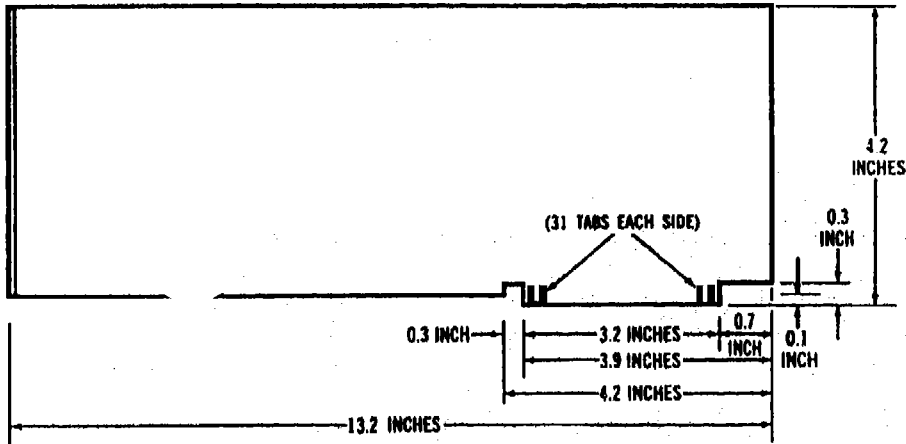 4.2
INCHES
(31 TABS EACH SIDE)
0.3
INCH
0.3 INCH
3.2 INCHES
0.7
INCH
0.1
INCH
3.9 INCHES
4.2 INCHES
13.2 INCHES